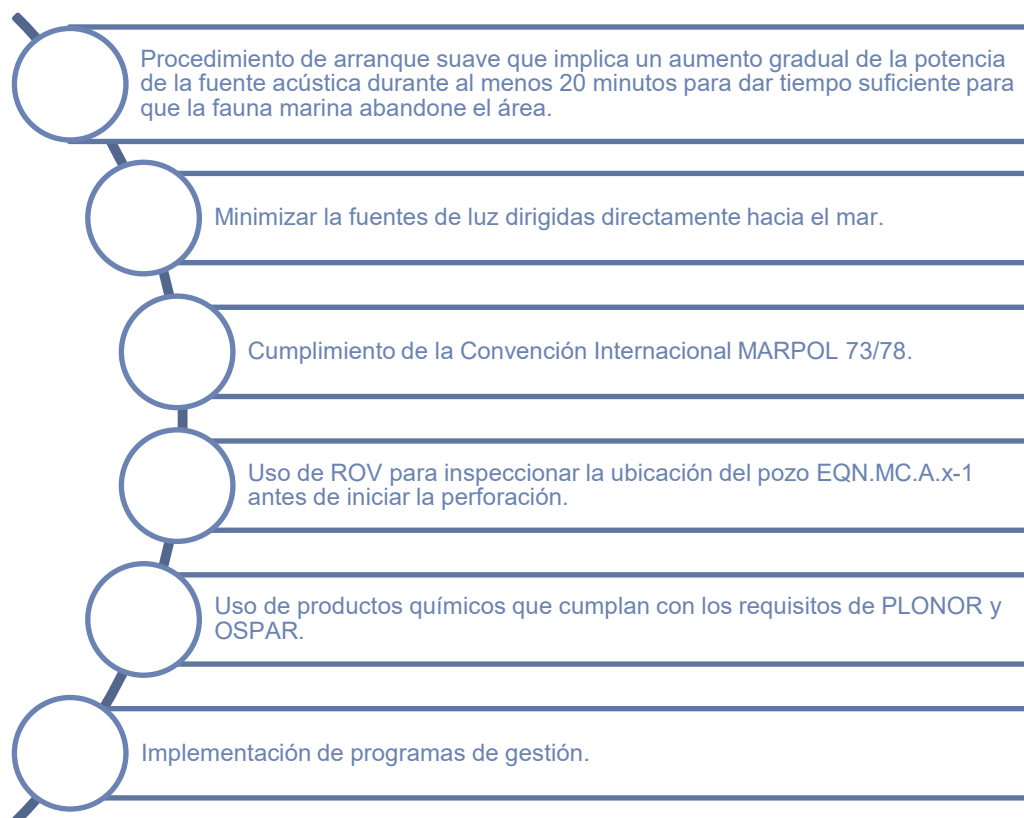 Procedimiento de arranque suave que implica un aumento gradual de la potencia
de la fuente acústica durante al menos 20 minutos para dar tiempo suficiente para
que la fauna marina abandone el área.
Minimizar la fuentes de luz dirigidas directamente hacia el mar.
Cumplimiento de la Convención Internacional MARPOL 73/78.
Uso de ROV para inspeccionar la ubicación del pozo EQN.MC.A.x-1
antes de iniciar la perforación.
Uso de productos químicos que cumplan con los requisitos de PLONOR y
OSPAR.
Implementación de programas de gestión.